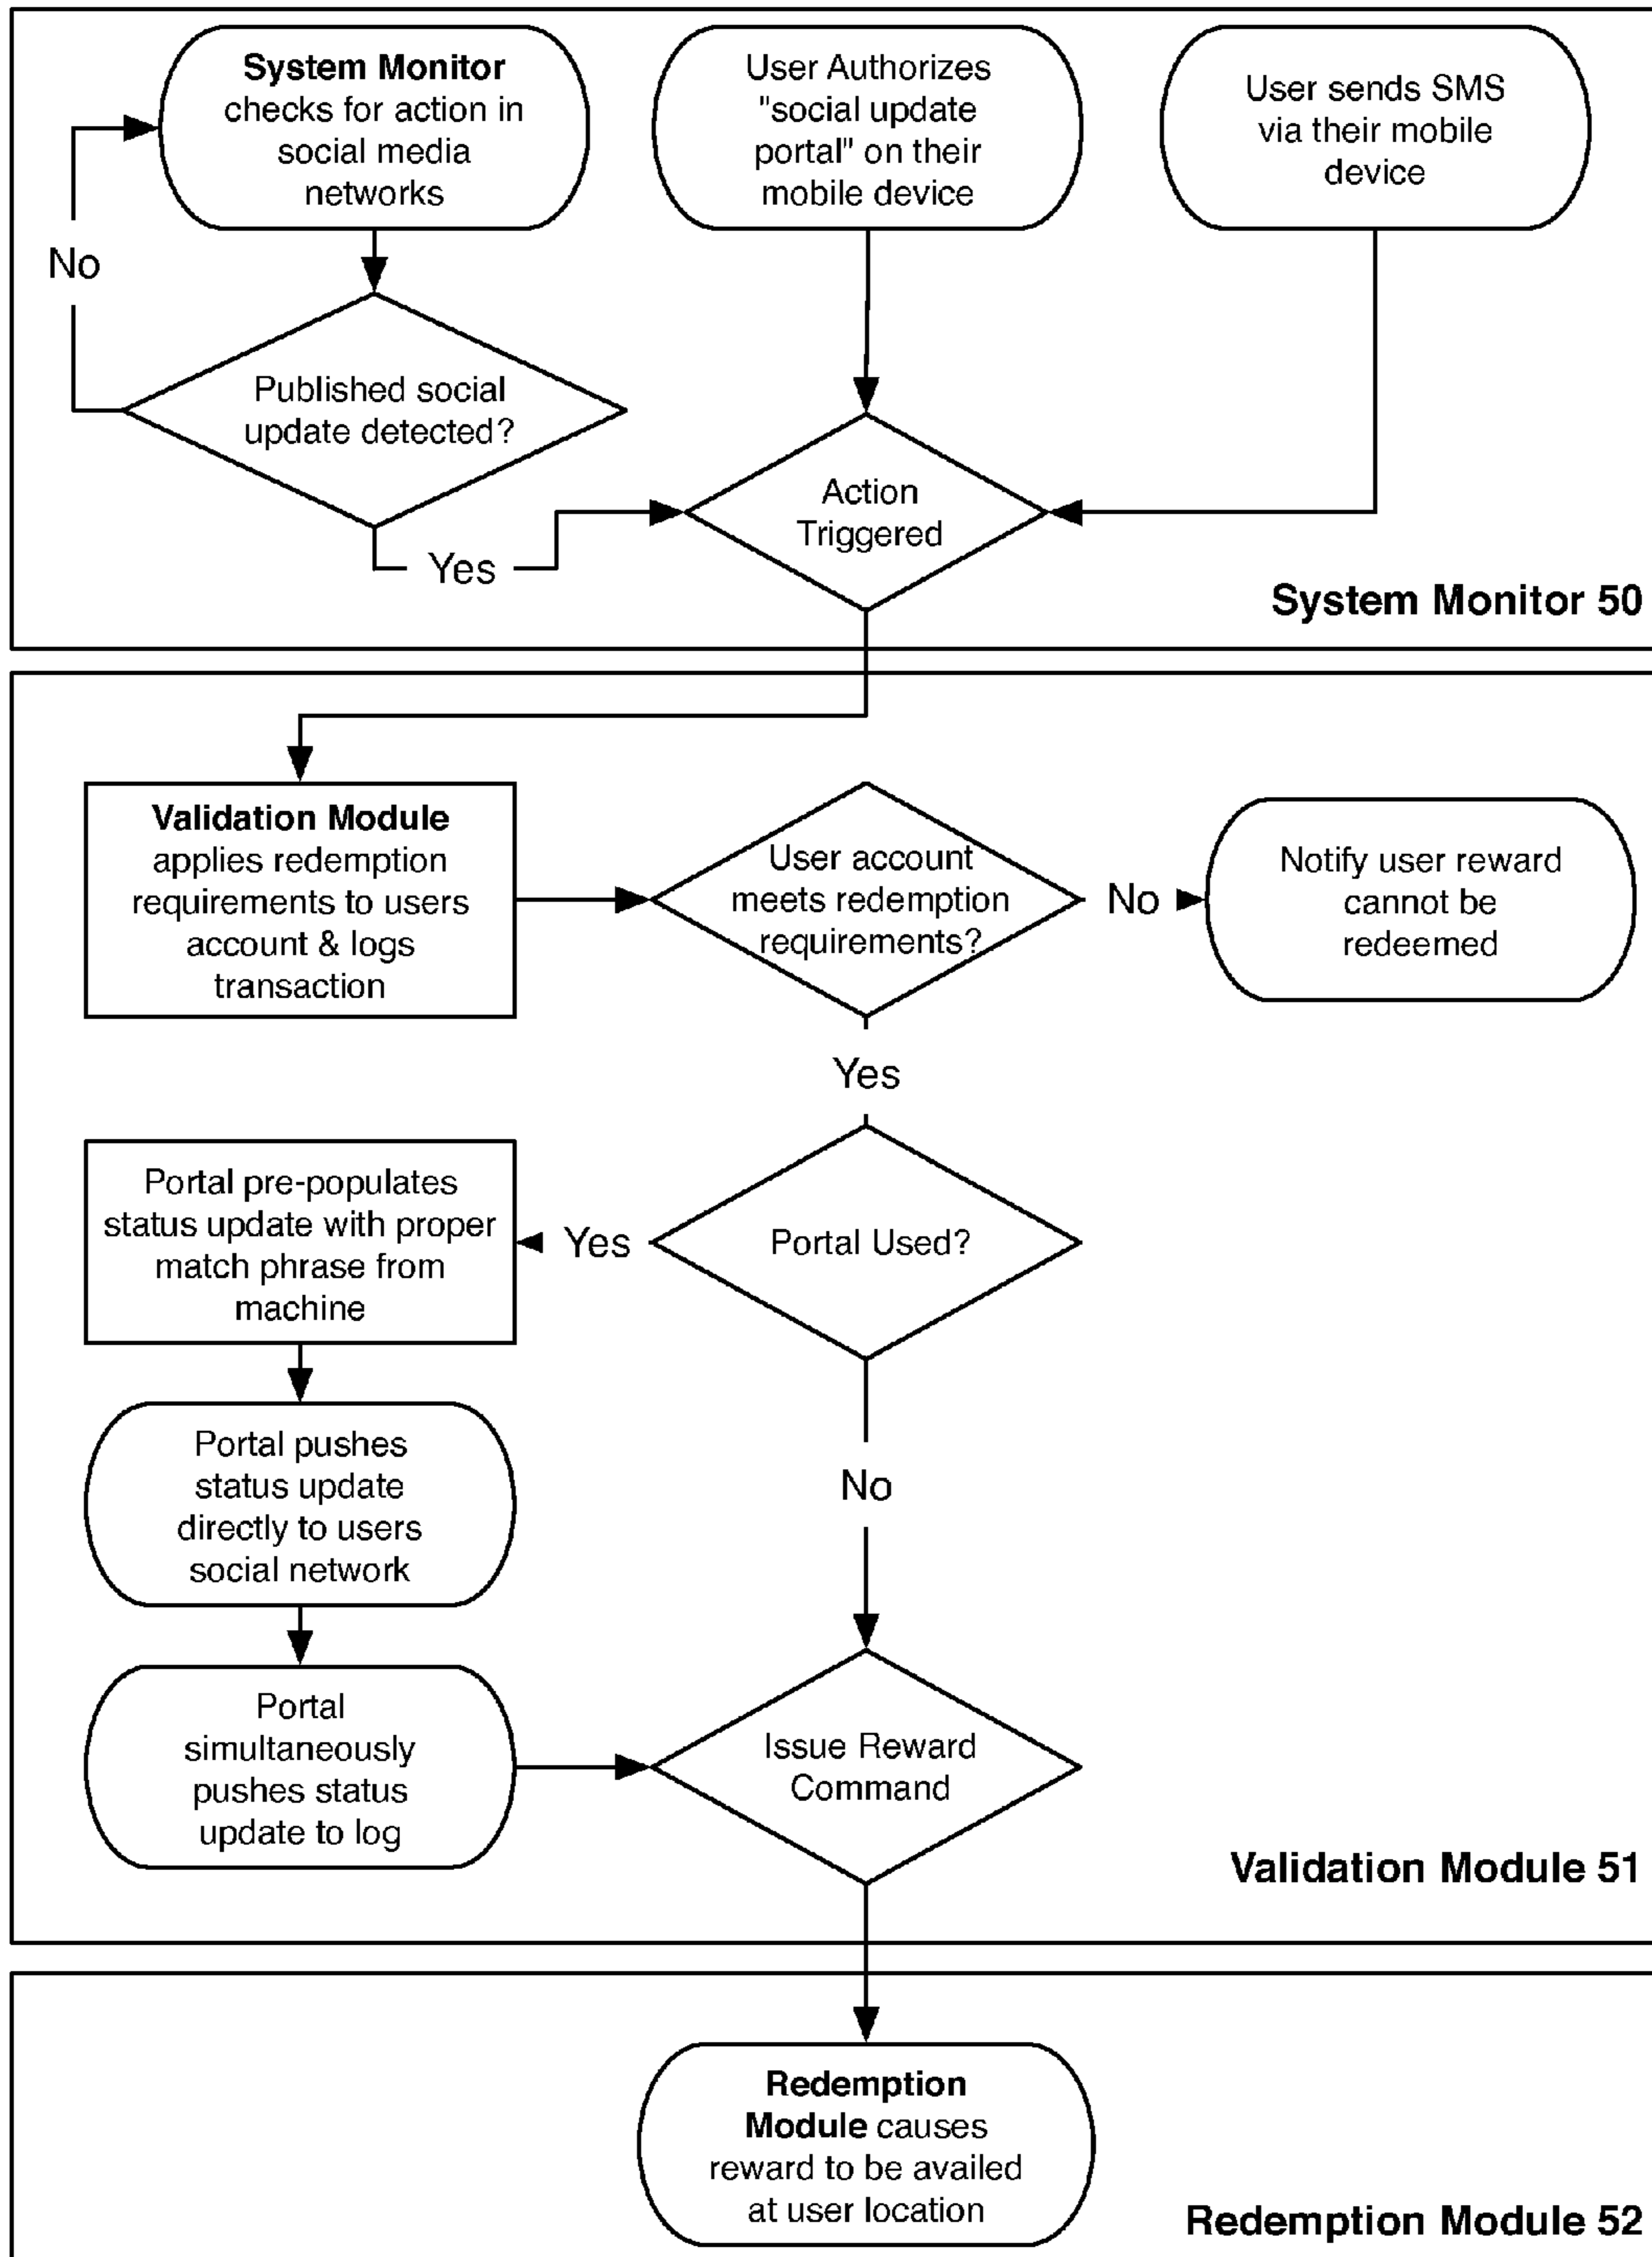 System Monitor
checks for action in
social media
networks
User Authorizes
"social update
portal" on their
mobile device
User sends SMS
via their mobile
device
No
Published social
update detected?
Yes
Action
Triggered
System Monitor 50
Validation Module
applies redemption
requirements to users
account & logs
transaction
User account
meets redemption
requirements?
No
Notify user reward
cannot be
redeemed
Yes
Portal pre-populates
status update with proper
match phrase from
machine
Yes
Portal Used?
Portal pushes
status update
directly to users
social network
No
Portal
simultaneously
pushes status
update to log
Issue Reward
Command
Validation Module 51
Redemption
Module causes
reward to be availed
at user location
Redemption Module 52